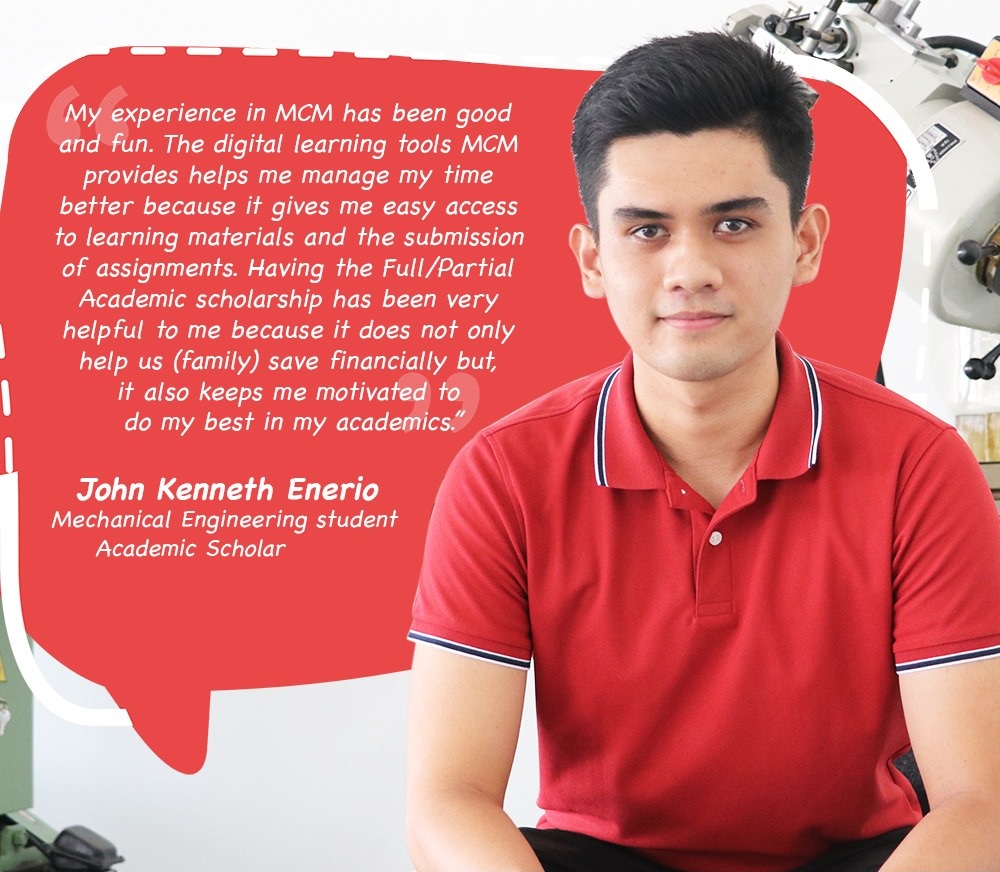 “My experience in MCM has been good
and fun. The digital learning tools MCM
provides helps me manage my time
better because it gives me easy access
to learning materials and the submission
of assignments. Having the Full/Partial
Academic scholarship has been very
helpful to me because it does not only
help us (family) save financially but,
it also keeps me motivated to
do my best in my academics.“
John Kenneth Enerio
Mechanical Engineering student
Academic Scholar